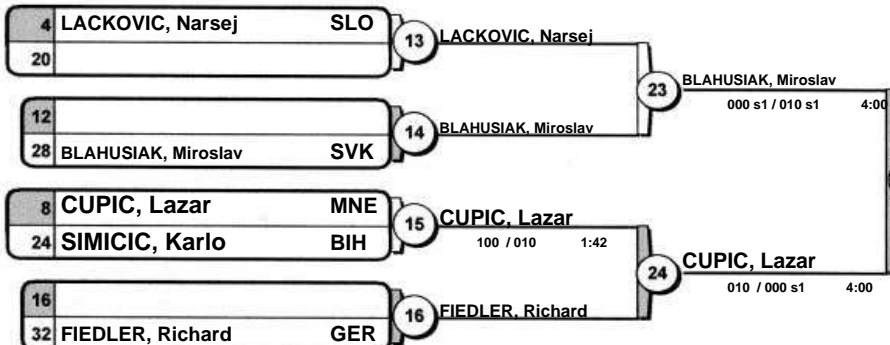 4 LACKOVIC, Narsej SLO
20
13 LACKOVIC, Narsej
12
28 BLAHUSIAK, Miroslav SVK
14 BLAHUSIAK, Miroslav
23 BLAHUSIAK, Miroslav
000 s1 / 010 s1 4:00
8 CUPIC, Lazar MNE
24 SIMICIC, Karlo BIH
15 CUPIC, Lazar
100 / 010 1:42
16
32 FIEDLER, Richard GER
16 FIEDLER, Richard
24 CUPIC, Lazar
010 / 000 s1 4:00